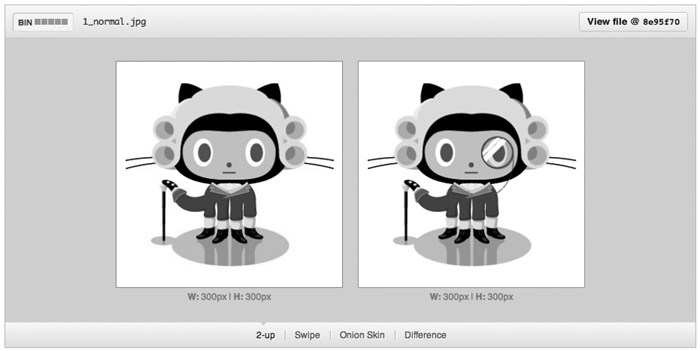 BIN 1_normal.jpg View file @ 8e95f70
W: 300px | H: 300px W: 300px | H: 300px
2-up Swipe Onion Skin Difference